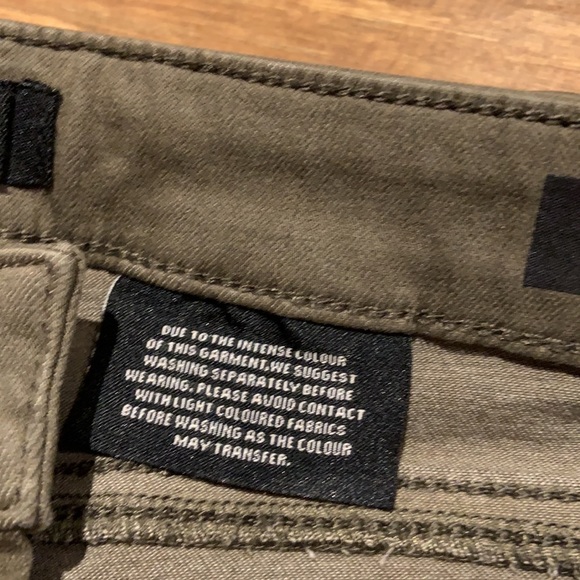 DUE TO THE INTENSE COLOUR
OF THIS GARMENT, WE SUGGEST
WASHING SEPARATELY BEFORE
WEARING. PLEASE AVOID CONTACT
WITH LIGHT COLOURED FABRICS
BEFORE WASHING AS THE COLOUR
MAY TRANSFER.